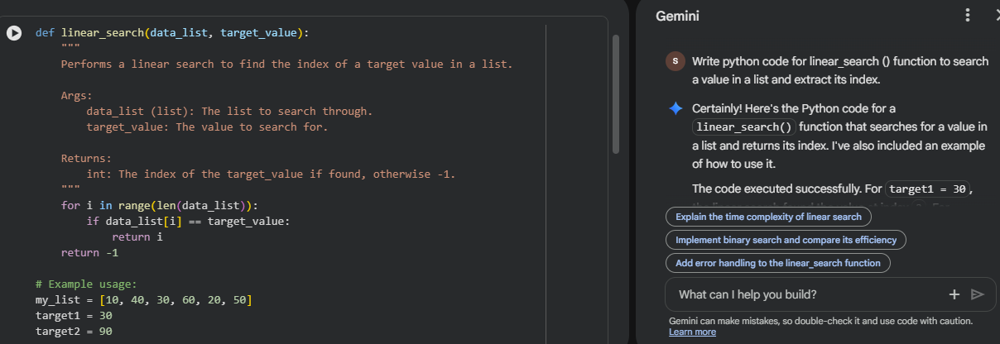 def linear_search(data_list, target_value):
"""
Performs a linear search to find the index of a target value in a list.
Args:
data_list (list): The list to search through.
target_value: The value to search for.
Returns:
int: The index of the target_value if found, otherwise -1.
"""
for i in range(len(data_list)):
if data_list[i] == target_value:
return i
return -1
# Example usage:
my_list = [10, 40, 30, 60, 20, 50]
target1 = 30
target2 = 90
Gemini
S
Write python code for linear_search () function to search
a value in a list and extract its index.
Certainly! Here's the Python code for a
linear_search() function that searches for a value in
a list and returns its index. I've also included an example
of how to use it.
The code executed successfully. For target1 = 30,
Explain the time complexity of linear search
Implement binary search and compare its efficiency
Add error handling to the linear_search function
What can I help you build?
Gemini can make mistakes, so double-check it and use code with caution.
Learn more